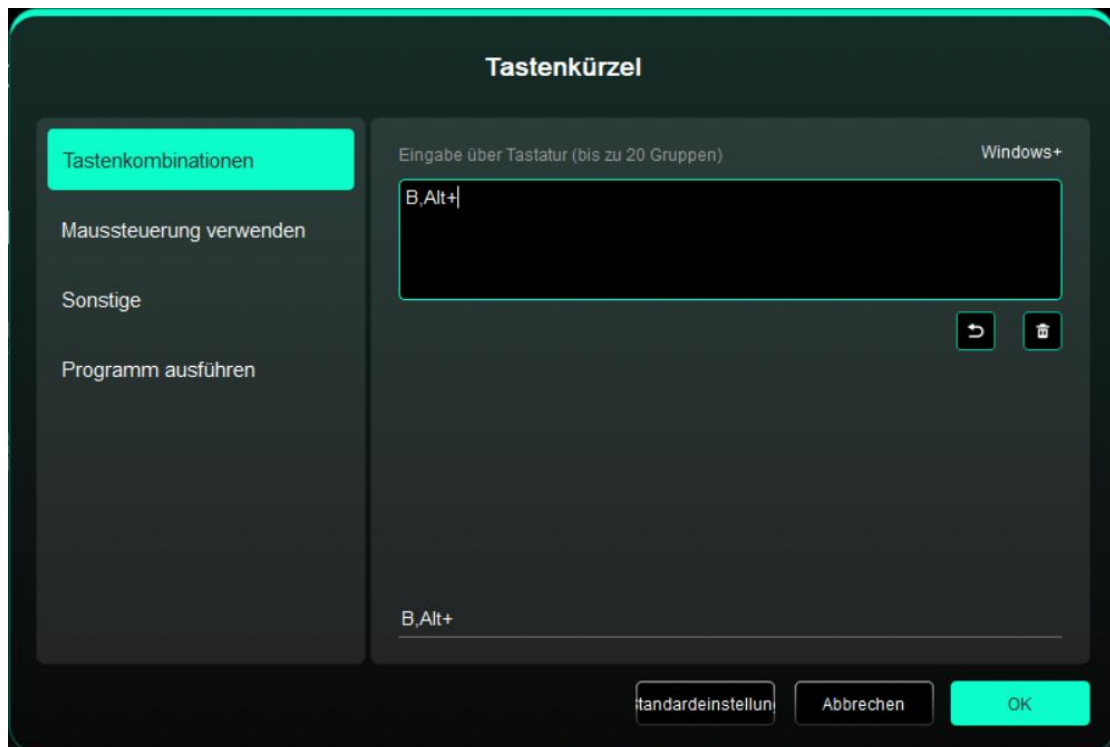 Tastenkürzel
Tastenkombinationen
Maussteuerung verwenden
Sonstige
Programm ausführen
Eingabe über Tastatur (bis zu 20 Gruppen)
Windows+
B,Alt+
B,Alt+
tandardeinstellun
Abbrechen
OK